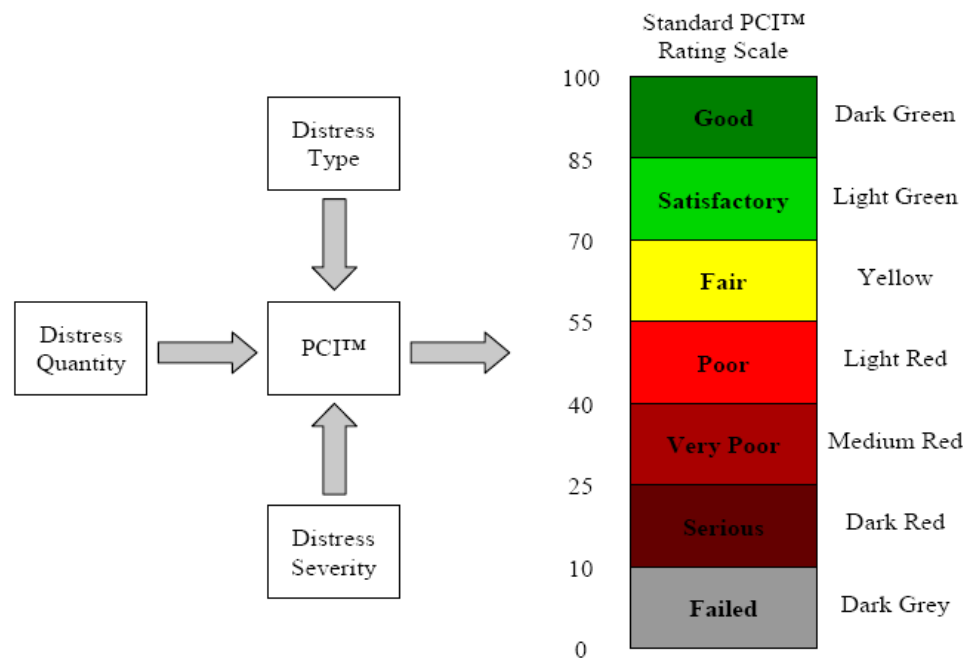 Standard PCI™
Rating Scale
Distress
Type
Distress
Quantity
PCI™
Distress
Severity
100
Good
Dark Green
85
Satisfactory
Light Green
70
Fair
Yellow
55
Poor
Light Red
40
Very Poor
Medium Red
25
Serious
Dark Red
10
Failed
Dark Grey
0